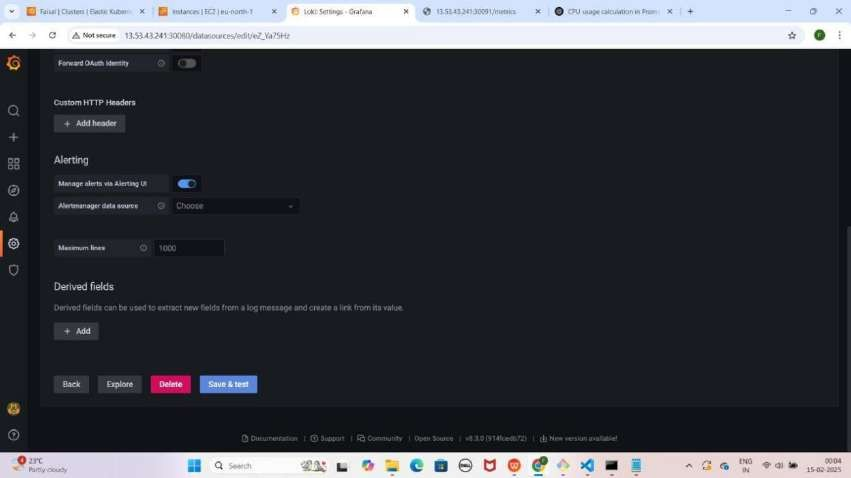 Faisal | Clusters | Elastic Kubern
Instances | EC2 | eu-north-1
Loki: Settings - Grafana
13.53.43.241:30091/metrics
CPU usage calculation in Prom
Not secure
13.53.43.241:30080/datasources/edit/eZ_Ya75Hz
Forward OAuth Identity
Custom HTTP Headers
+ Add header
Alerting
Manage alerts via Alerting UI
Alertmanager data source
Choose
Maximum lines
1000
Derived fields
Derived fields can be used to extract new fields from a log message and create a link from its value.
+ Add
Back
Explore
Delete
Save & test
Documentation | Support | Community | Open Source | v8.3.0 (914fcedb72) | New version available!
4
23°C
Partly cloudy
Search
DELL
ENG
IN
00:04
15-02-2025